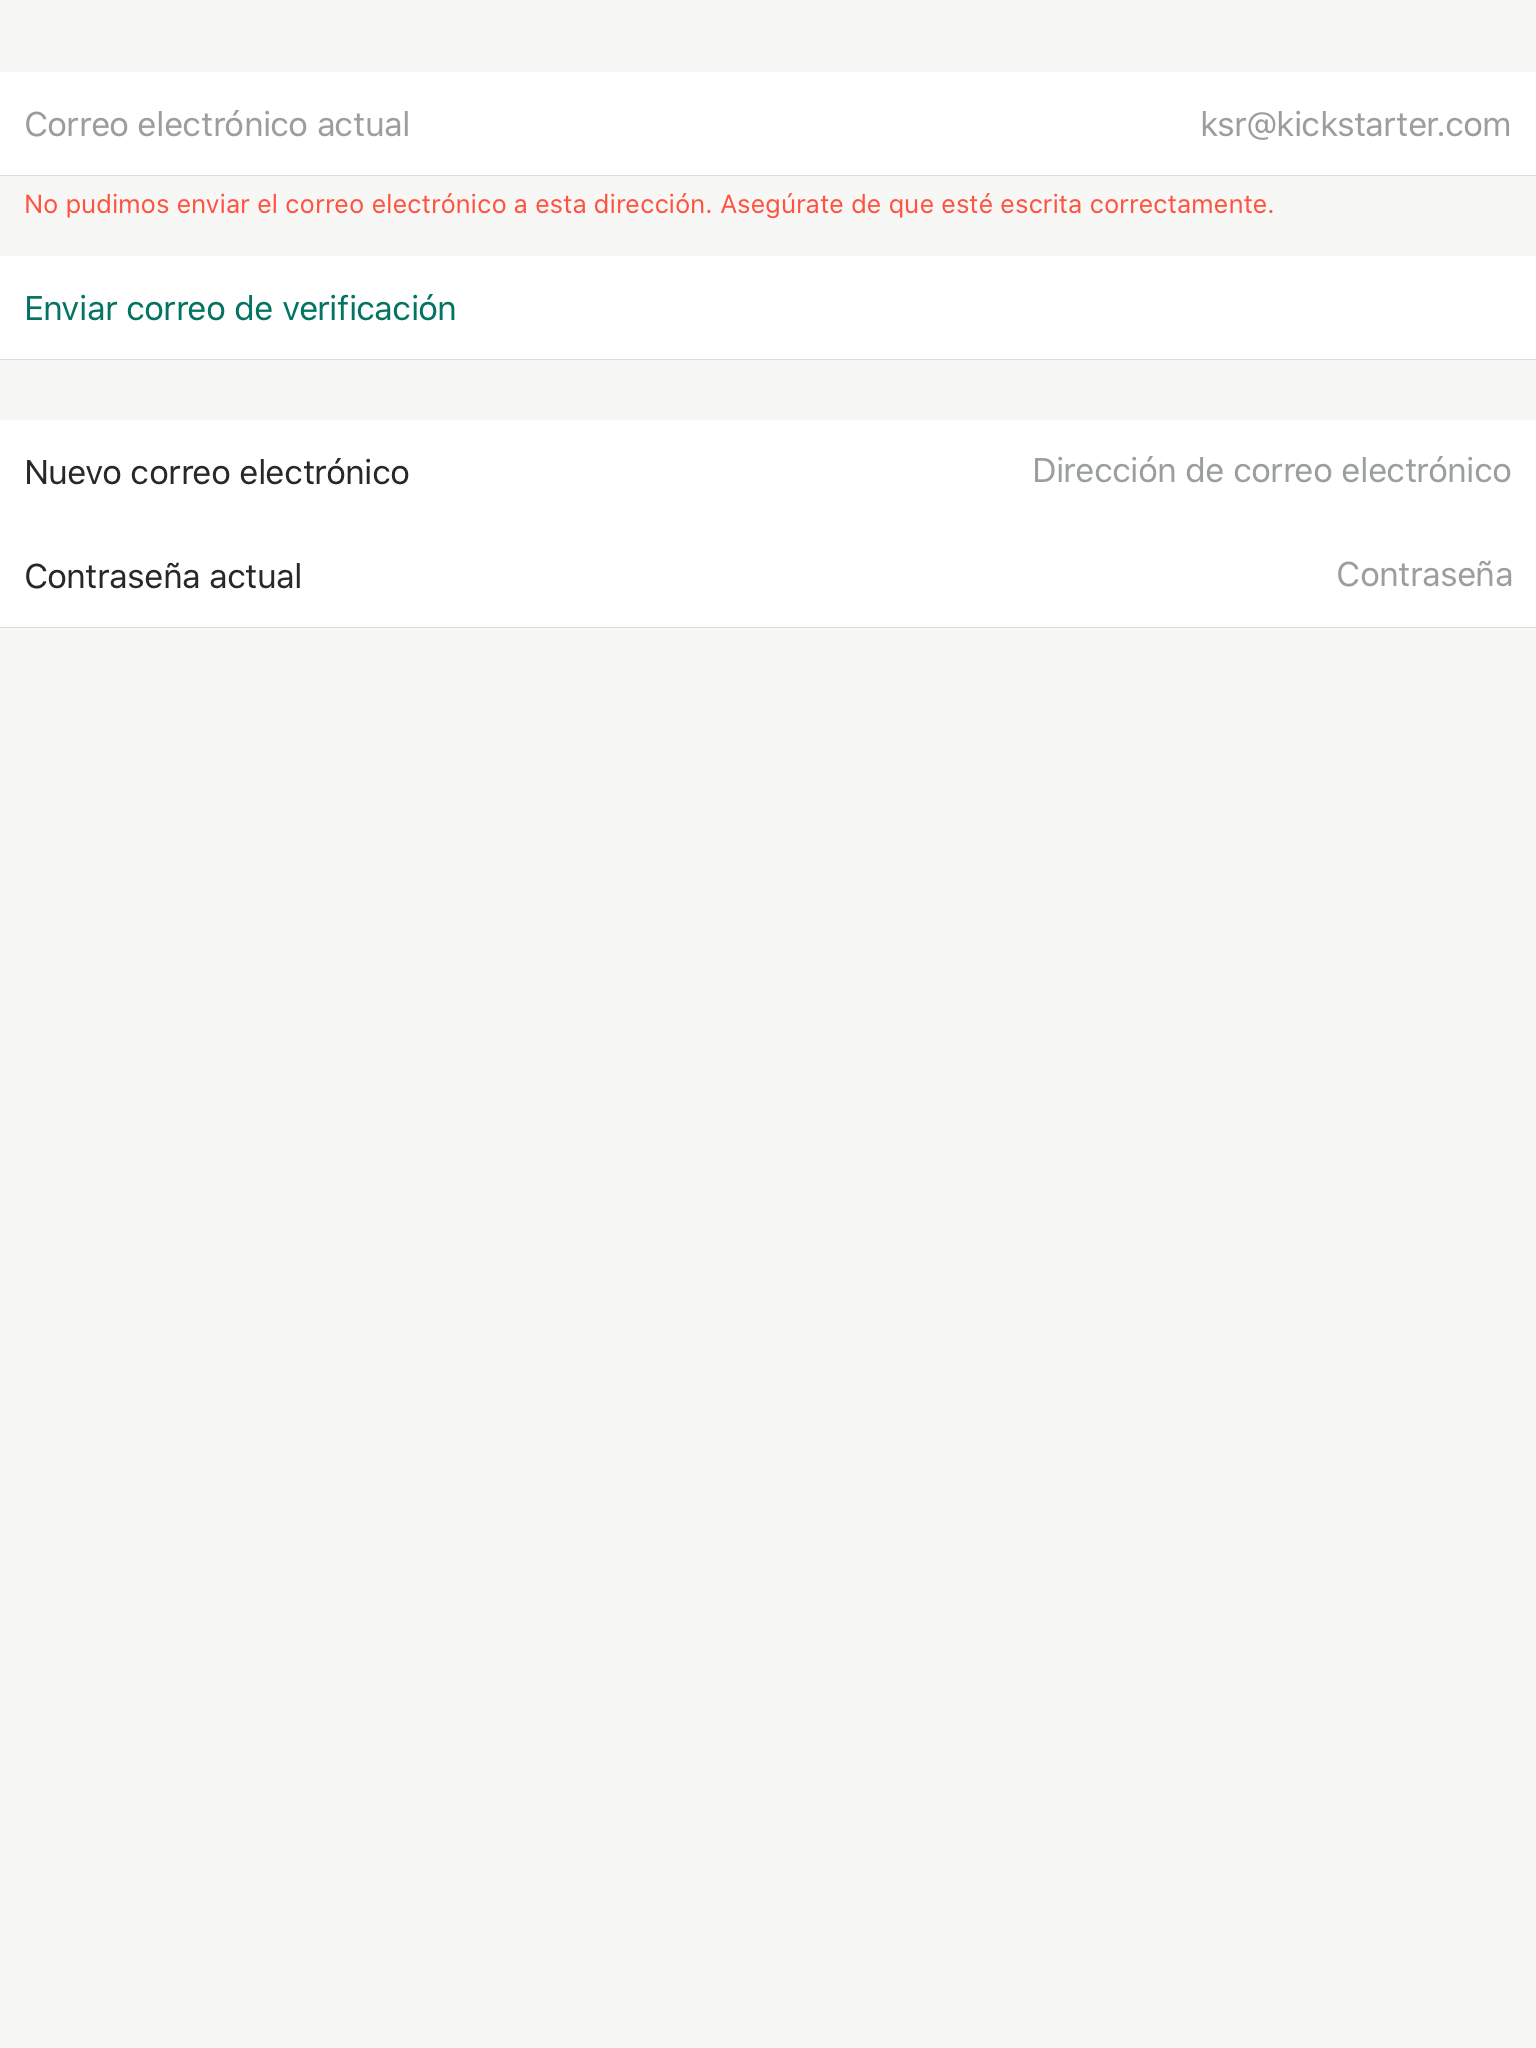 Correo electrónico actual ksr@kickstarter.com
No pudimos enviar el correo electrónico a esta dirección. Asegúrate de que esté escrita correctamente.
Enviar correo de verificación
Nuevo correo electrónico Dirección de correo electrónico
Contraseña actual Contraseña